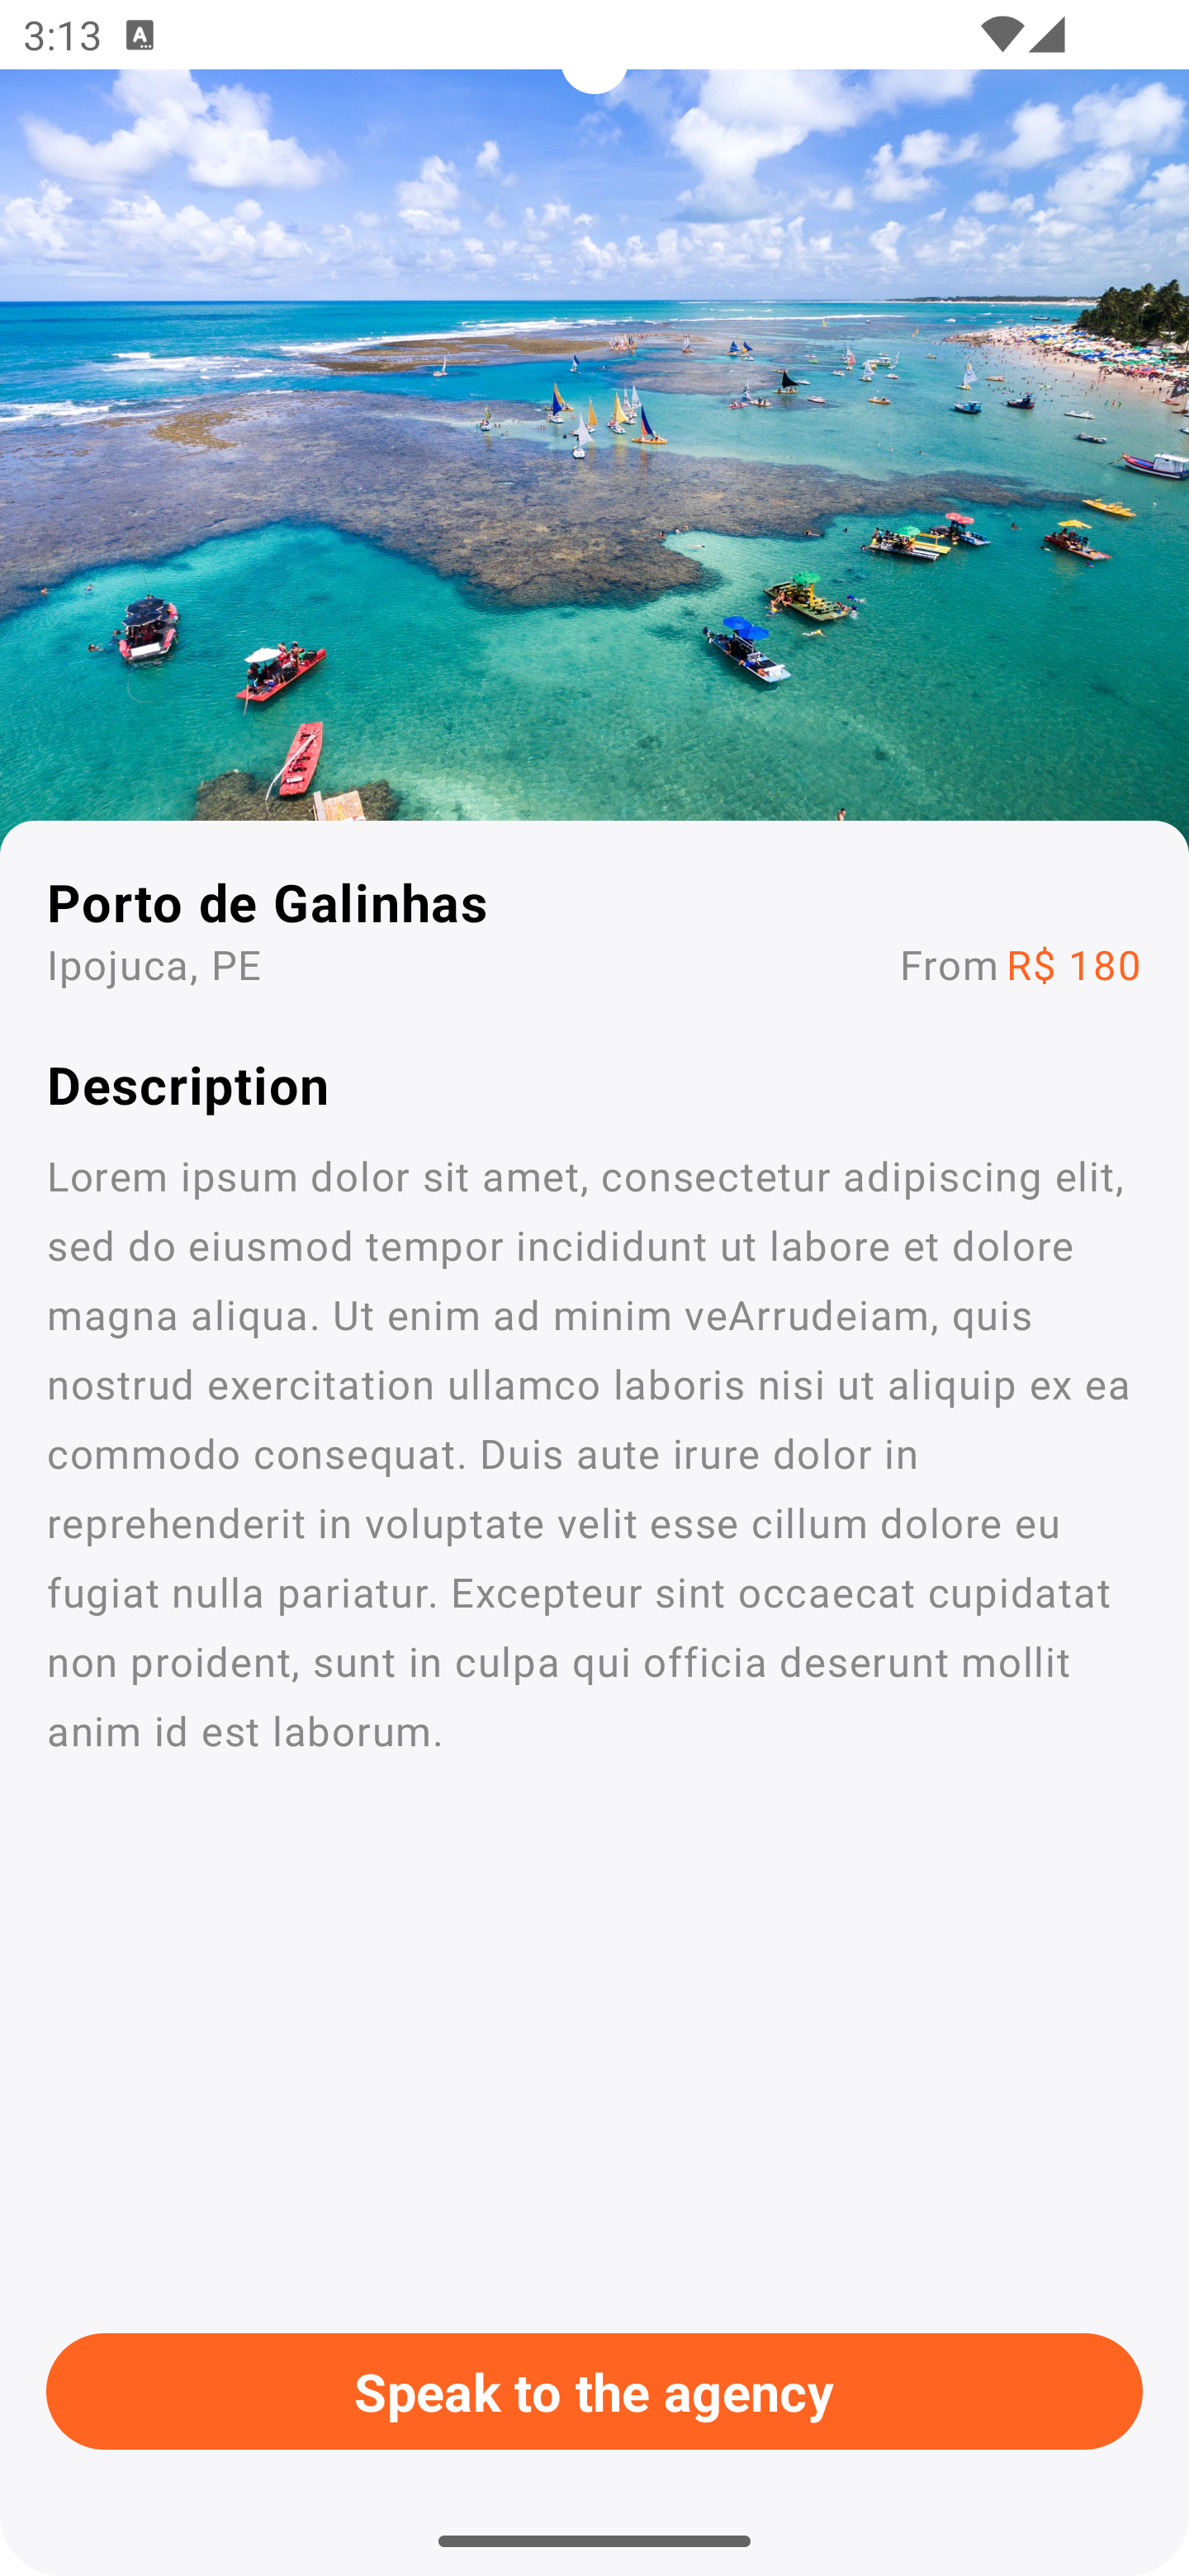 3:13 A
Porto de Galinhas
Ipojuca, PE From R$ 180
Description
Lorem ipsum dolor sit amet, consectetur adipiscing elit,
sed do eiusmod tempor incididunt ut labore et dolore
magna aliqua. Ut enim ad minim veArrudeiam, quis
nostrud exercitation ullamco laboris nisi ut aliquip ex ea
commodo consequat. Duis aute irure dolor in
reprehenderit in voluptate velit esse cillum dolore eu
fugiat nulla pariatur. Excepteur sint occaecat cupidatat
non proident, sunt in culpa qui officia deserunt mollit
anim id est laborum.
Speak to the agency